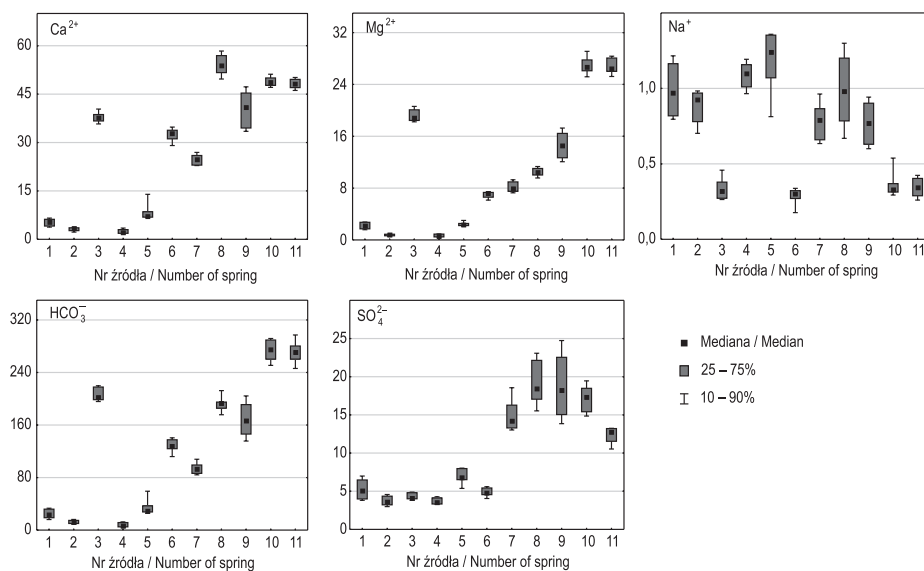 Ca²⁺
60
45
30
15
0
1 2 3 4 5 6 7 8 9 10 11
Nr źródła / Number of spring
Mg²⁺
32
24
16
8
0
1 2 3 4 5 6 7 8 9 10 11
Nr źródła / Number of spring
Na⁺
1,0
0,5
0,0
1 2 3 4 5 6 7 8 9 10 11
Nr źródła / Number of spring
HCO₃⁻
320
240
160
80
0
1 2 3 4 5 6 7 8 9 10 11
Nr źródła / Number of spring
SO₄²⁻
25
20
15
10
5
0
1 2 3 4 5 6 7 8 9 10 11
Nr źródła / Number of spring
Mediana / Median
25 – 75%
10 – 90%